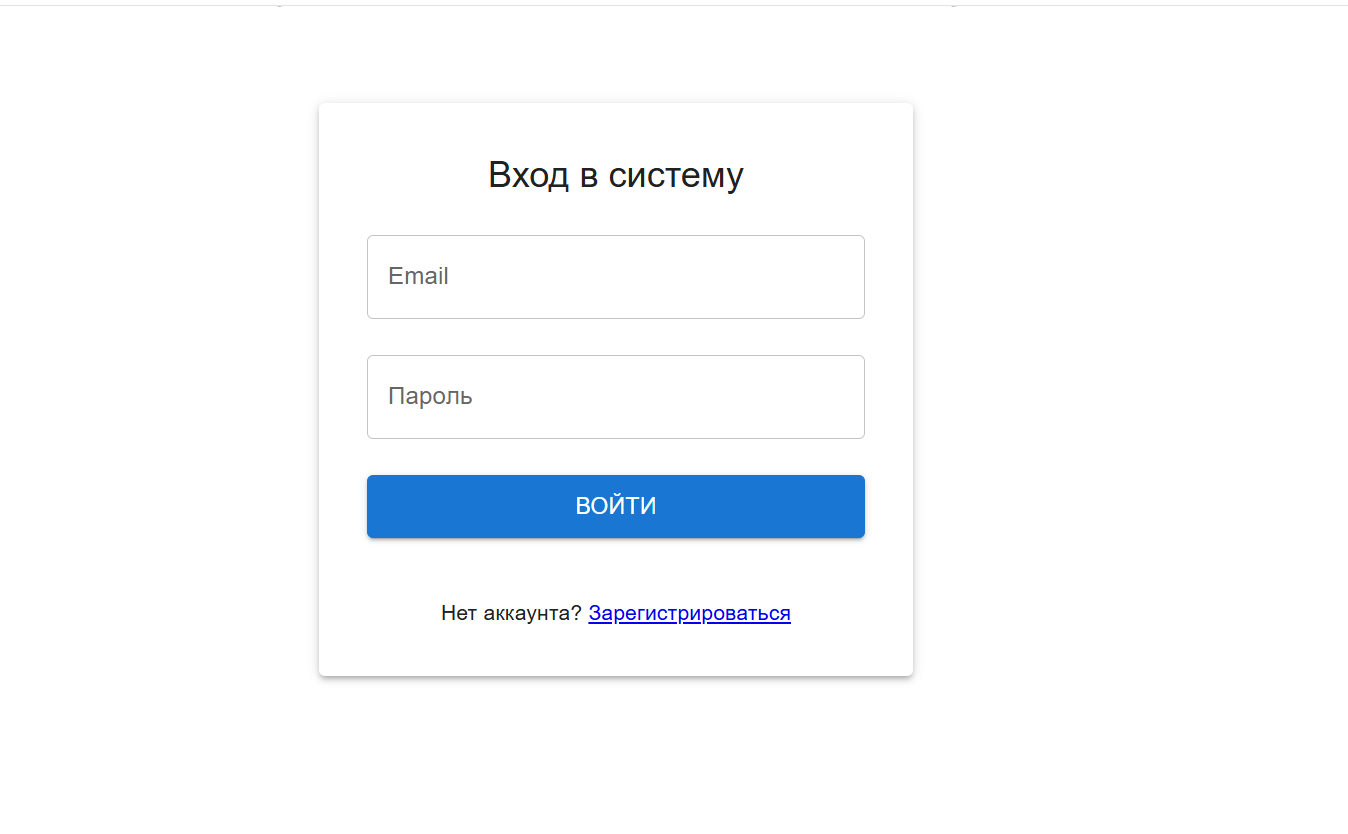 Вход в систему
Email
Пароль
ВОЙТИ
Нет аккаунта? Зарегистрироваться